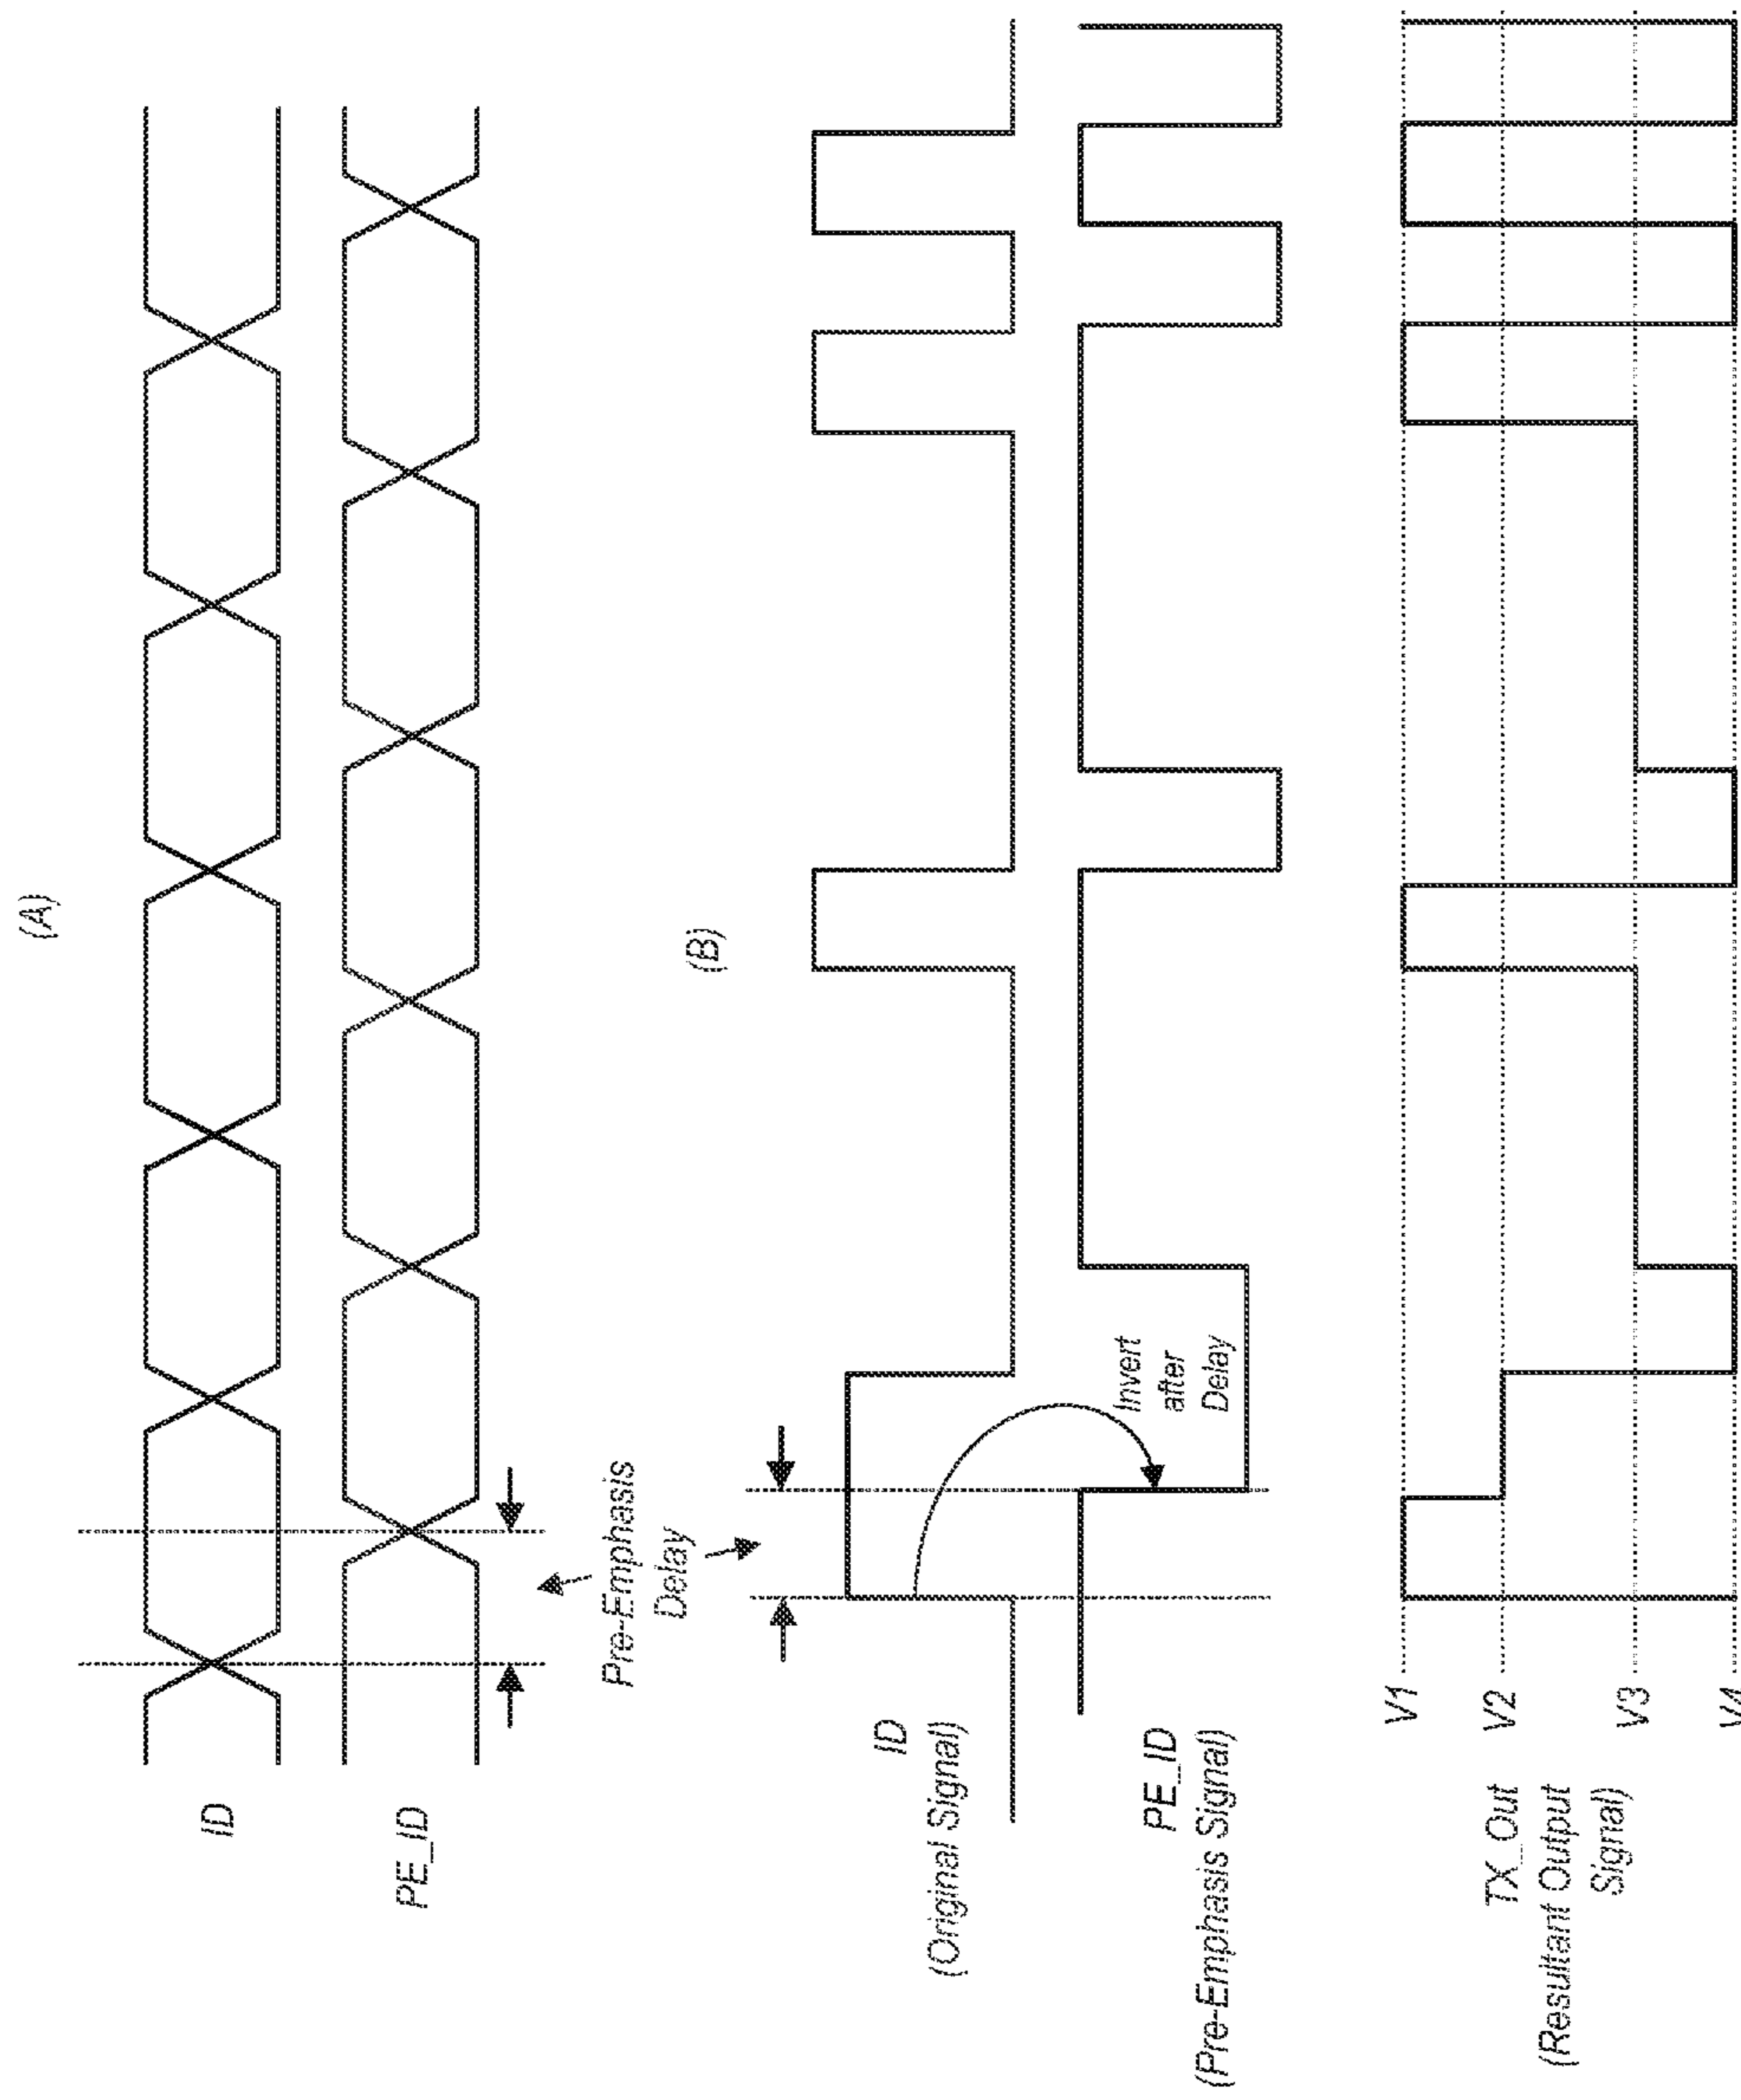 (A)
ID
PE_ID
Pre-Emphasis
Delay
(B)
ID
(Original Signal)
Invert
after
Delay
PE_ID
(Pre-Emphasis Signal)
V1
V2
V3
V4
TX_Out
(Resultant Output
Signal)